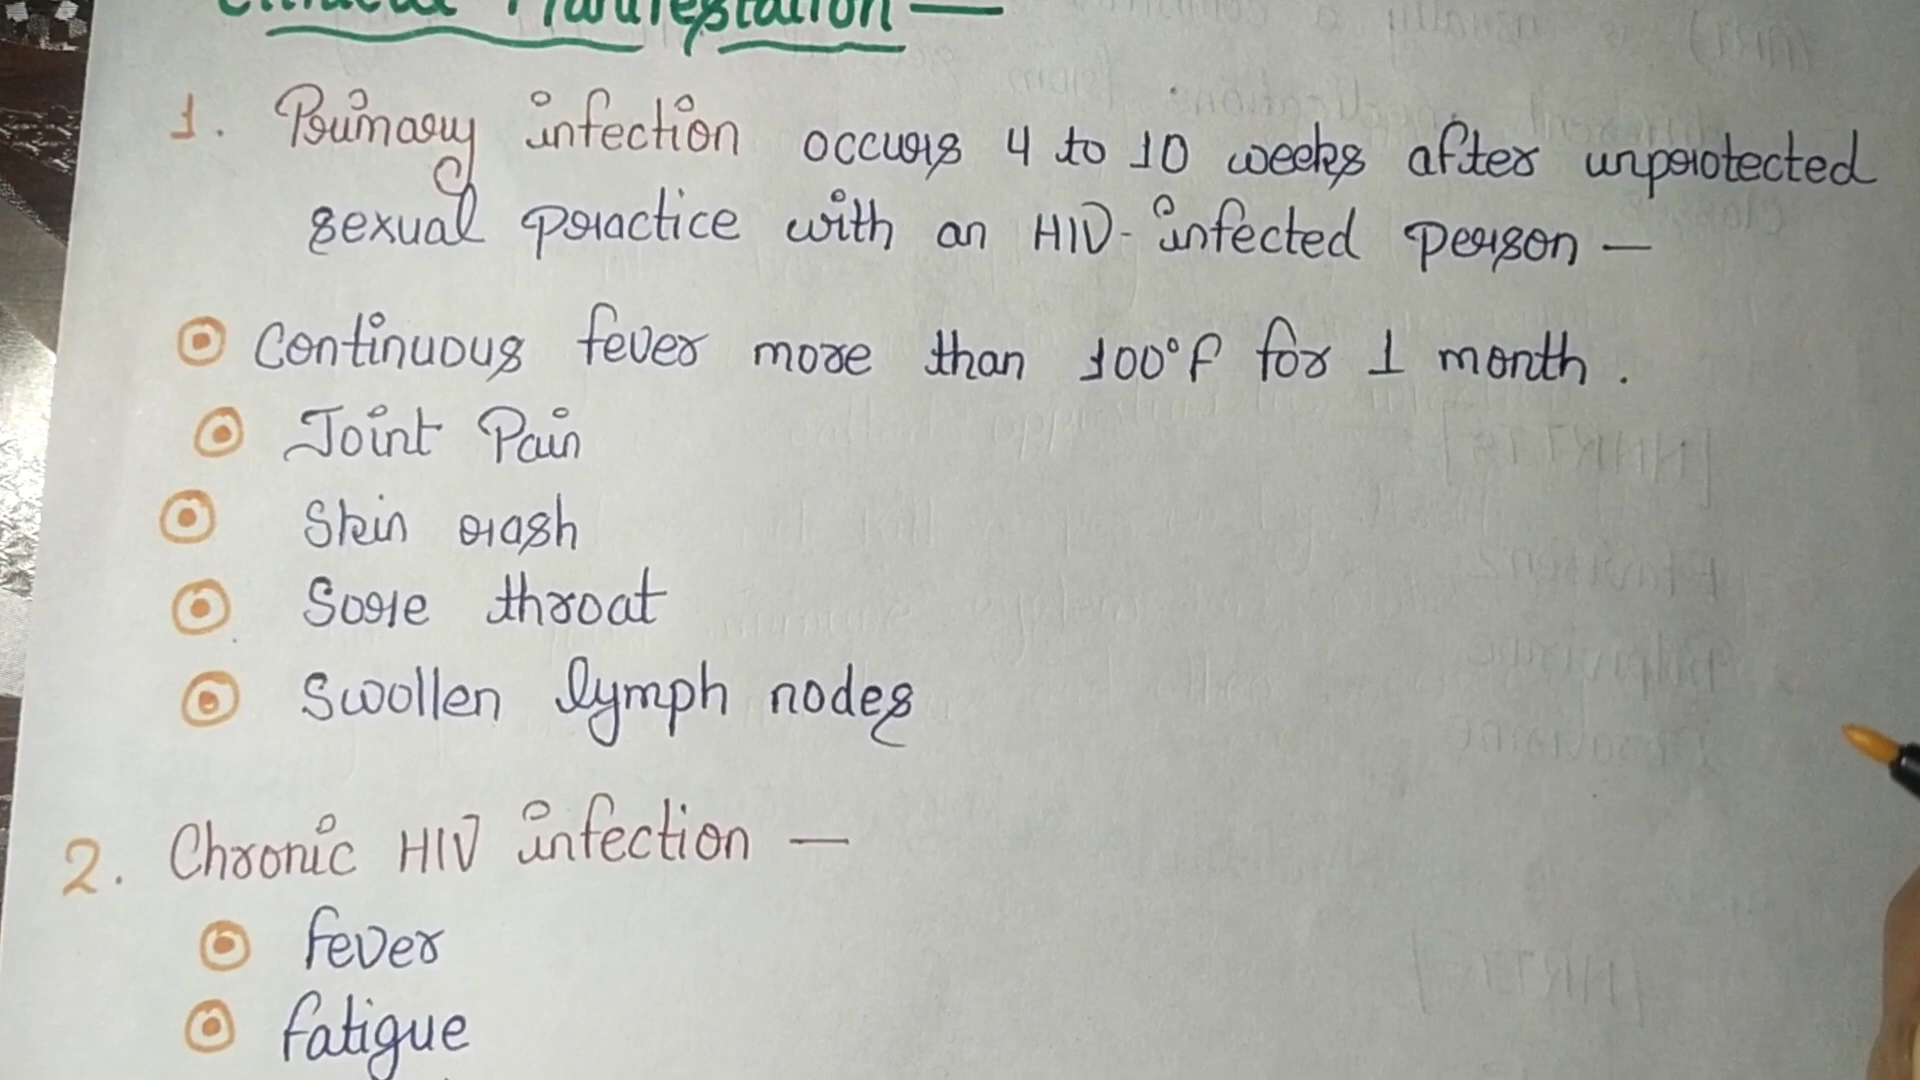 Clinical Manifestation —
1. Primary infection occurs 4 to 10 weeks after unprotected
sexual practice with an HIV-infected person —
Continuous fever more than 100°F for 1 month.
Joint Pain
Skin rash
Sore throat
Swollen lymph nodes
2. Chronic HIV infection —
fever
fatigue